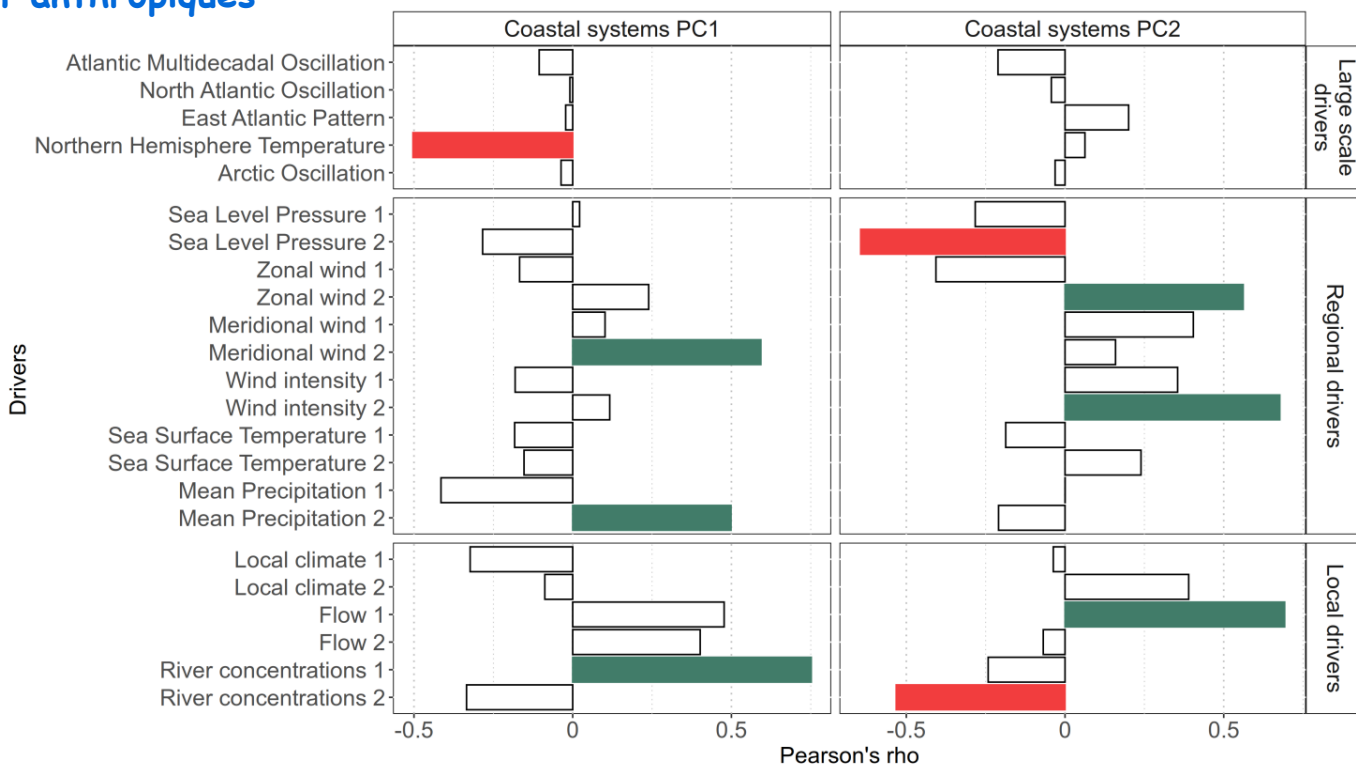 anthropiques
Coastal systems PC1
Coastal systems PC2
Atlantic Multidecadal Oscillation
North Atlantic Oscillation
East Atlantic Pattern
Northern Hemisphere Temperature
Arctic Oscillation
Large scale
drivers
Sea Level Pressure 1
Sea Level Pressure 2
Zonal wind 1
Zonal wind 2
Meridional wind 1
Meridional wind 2
Wind intensity 1
Wind intensity 2
Sea Surface Temperature 1
Sea Surface Temperature 2
Mean Precipitation 1
Mean Precipitation 2
Regional drivers
Drivers
Local climate 1
Local climate 2
Flow 1
Flow 2
River concentrations 1
River concentrations 2
Local drivers
-0.5 0 0.5
-0.5 0 0.5
Pearson's rho